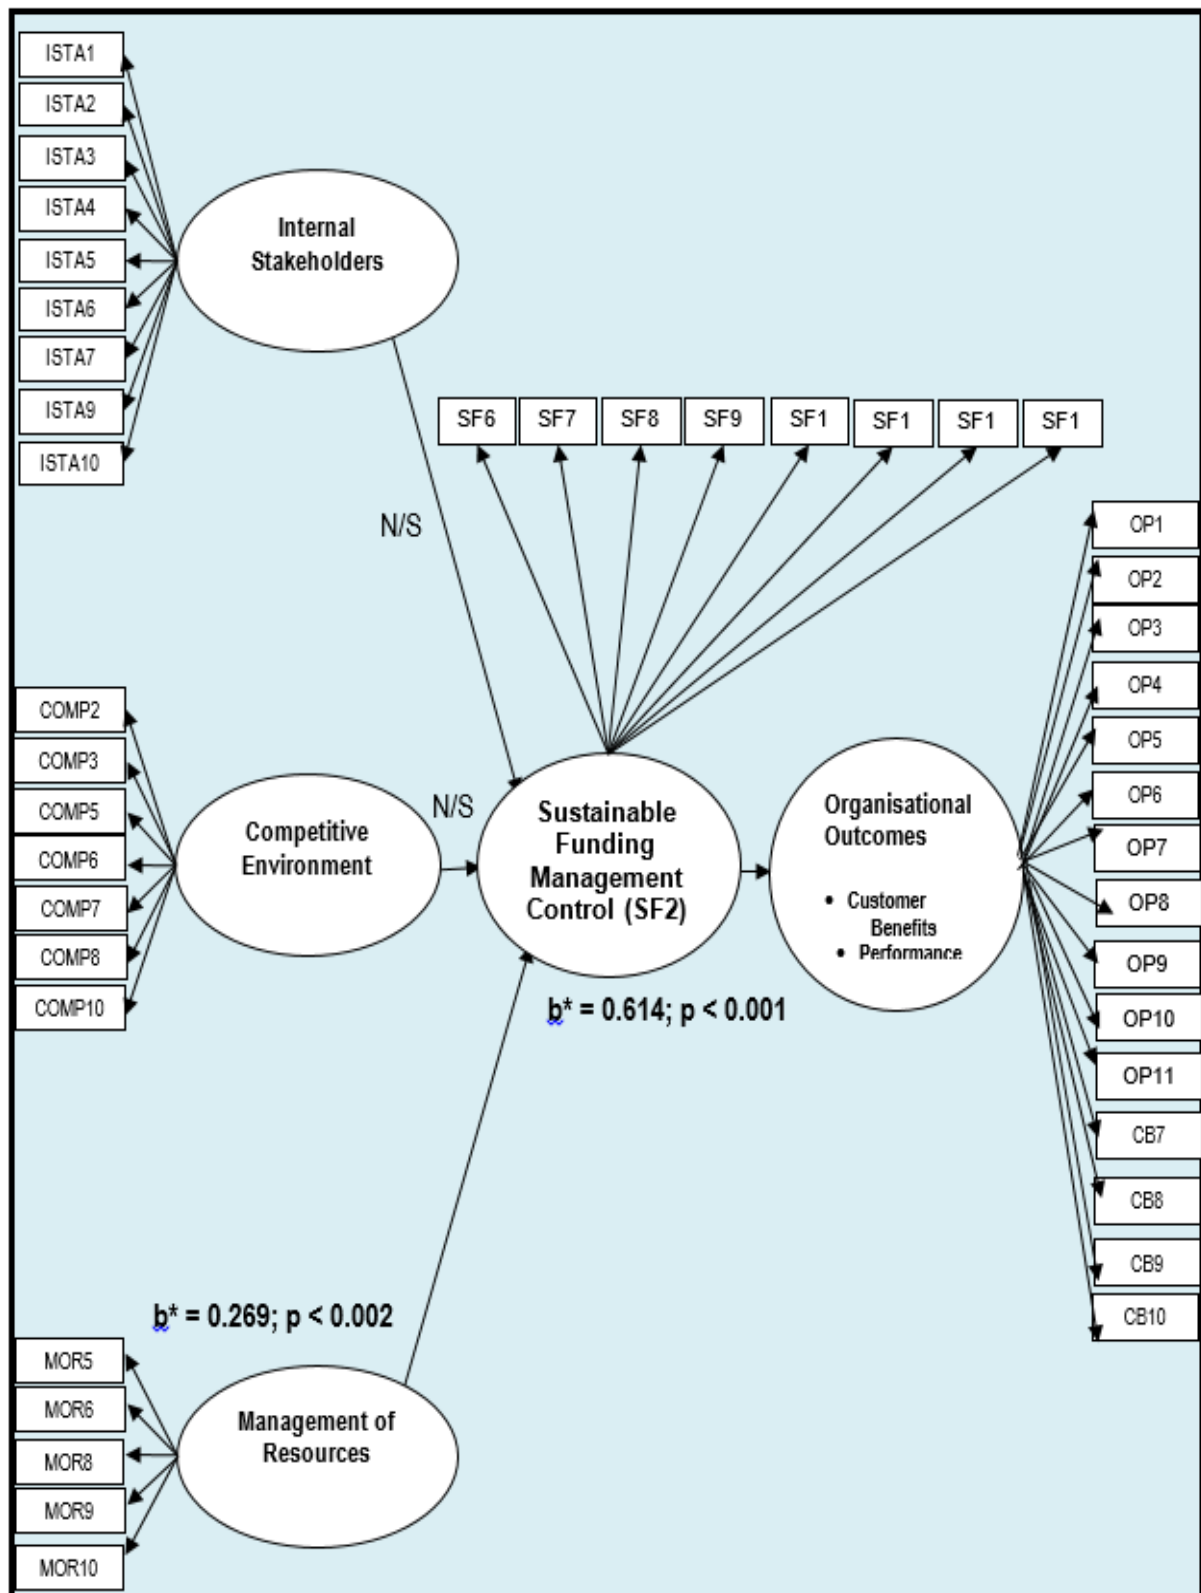 ISTA1
ISTA2
ISTA3
ISTA4
ISTA5
ISTA6
ISTA7
ISTA9
ISTA10
Internal
Stakeholders
N/S
SF6 SF7 SF8 SF9 SF1 SF1 SF1 SF1
COMP2
COMP3
COMP5
COMP6
COMP7
COMP8
COMP10
Competitive
Environment
N/S
Sustainable
Funding
Management
Control (SF2)
b* = 0.614; p < 0.001
Organisational
Outcomes
• Customer
Benefits
• Performance
OP1
OP2
OP3
OP4
OP5
OP6
OP7
OP8
OP9
OP10
OP11
CB7
CB8
CB9
CB10
b* = 0.269; p < 0.002
MOR5
MOR6
MOR8
MOR9
MOR10
Management of
Resources